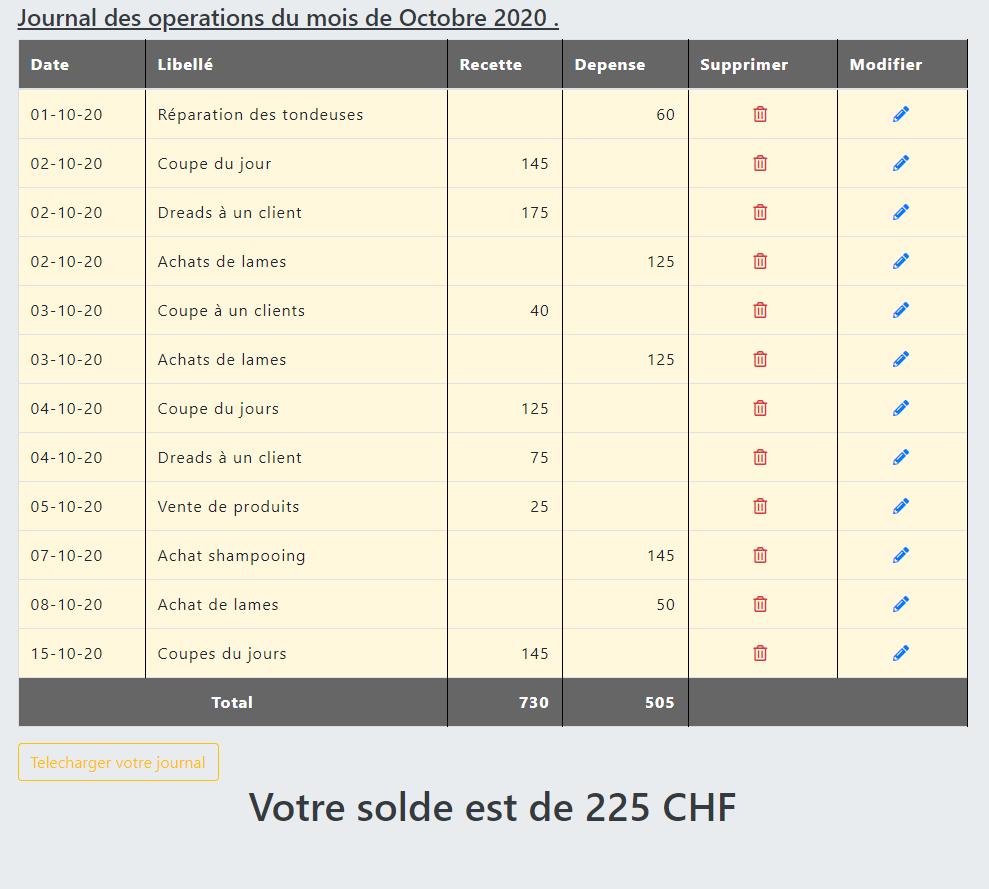 Journal des operations du mois de Octobre 2020 .
Date Libellé Recette Depense Supprimer Modifier
01-10-20 Réparation des tondeuses 60
02-10-20 Coupe du jour 145
02-10-20 Dreads à un client 175
02-10-20 Achats de lames 125
03-10-20 Coupe à un clients 40
03-10-20 Achats de lames 125
04-10-20 Coupe du jours 125
04-10-20 Dreads à un client 75
05-10-20 Vente de produits 25
07-10-20 Achat shampooing 145
08-10-20 Achat de lames 50
15-10-20 Coupes du jours 145
Total 730 505
Telecharger votre journal
Votre solde est de 225 CHF